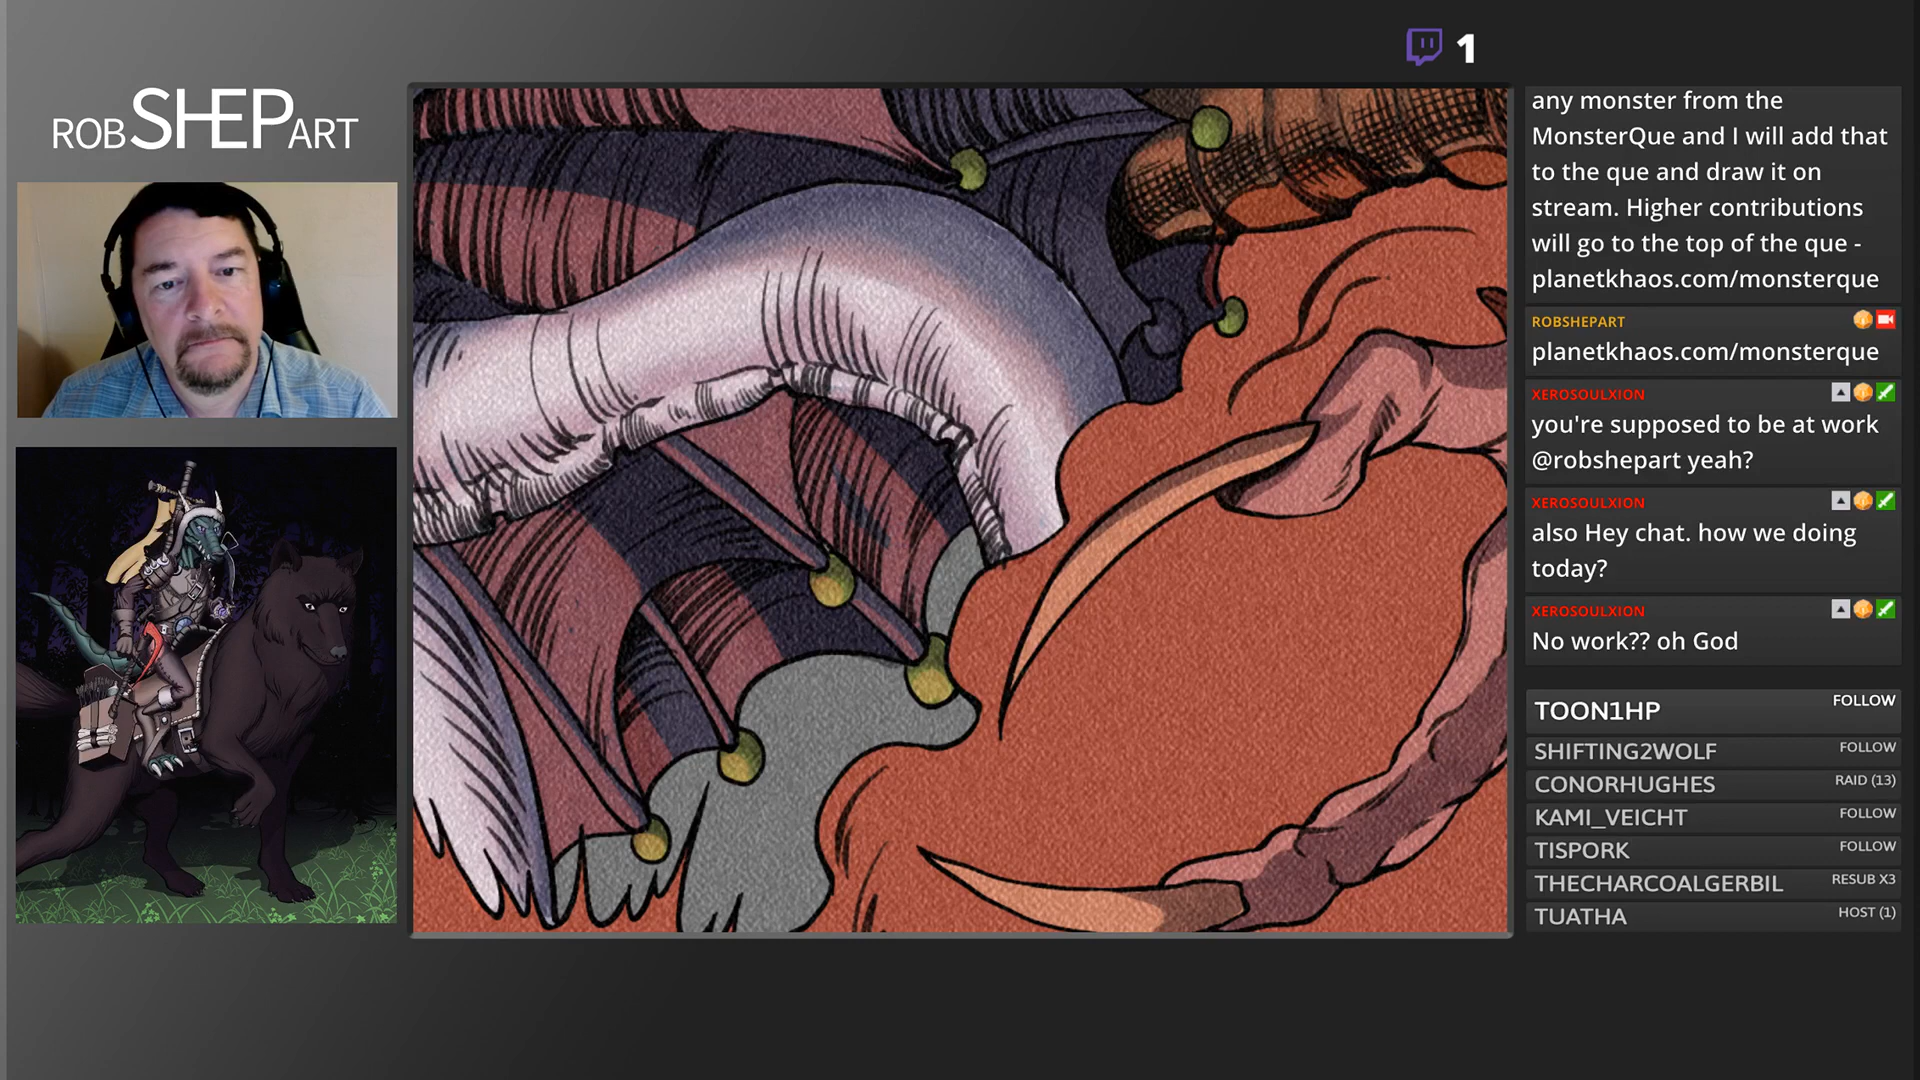 ROBSHEPART
1
any monster from the
MonsterQue and I will add that
to the que and draw it on
stream. Higher contributions
will go to the top of the que -
planetkhaos.com/monsterque
ROBSHEPART
planetkhaos.com/monsterque
XEROSOULXION
you're supposed to be at work
@robshepart yeah?
XEROSOULXION
also Hey chat. how we doing
today?
XEROSOULXION
No work?? oh God
TOON1HP FOLLOW
SHIFTING2WOLF FOLLOW
CONORHUGHES RAID (13)
KAMI_VEICHT FOLLOW
TISPORK FOLLOW
THECHARCOALGERBIL RESUB X3
TUATHA HOST (1)